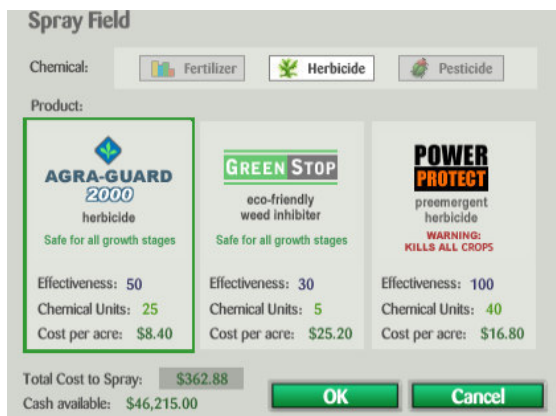 Spray Field
Chemical: Fertilizer Herbicide Pesticide
Product:
AGRA-GUARD
2000
herbicide
Safe for all growth stages
Effectiveness: 50
Chemical Units: 25
Cost per acre: $8.40
GREEN STOP
eco-friendly
weed inhibiter
Safe for all growth stages
Effectiveness: 30
Chemical Units: 5
Cost per acre: $25.20
POWER
PROTECT
preemergent
herbicide
WARNING:
KILLS ALL CROPS
Effectiveness: 100
Chemical Units: 40
Cost per acre: $16.80
Total Cost to Spray: $362.88
Cash available: $46,215.00
OK Cancel